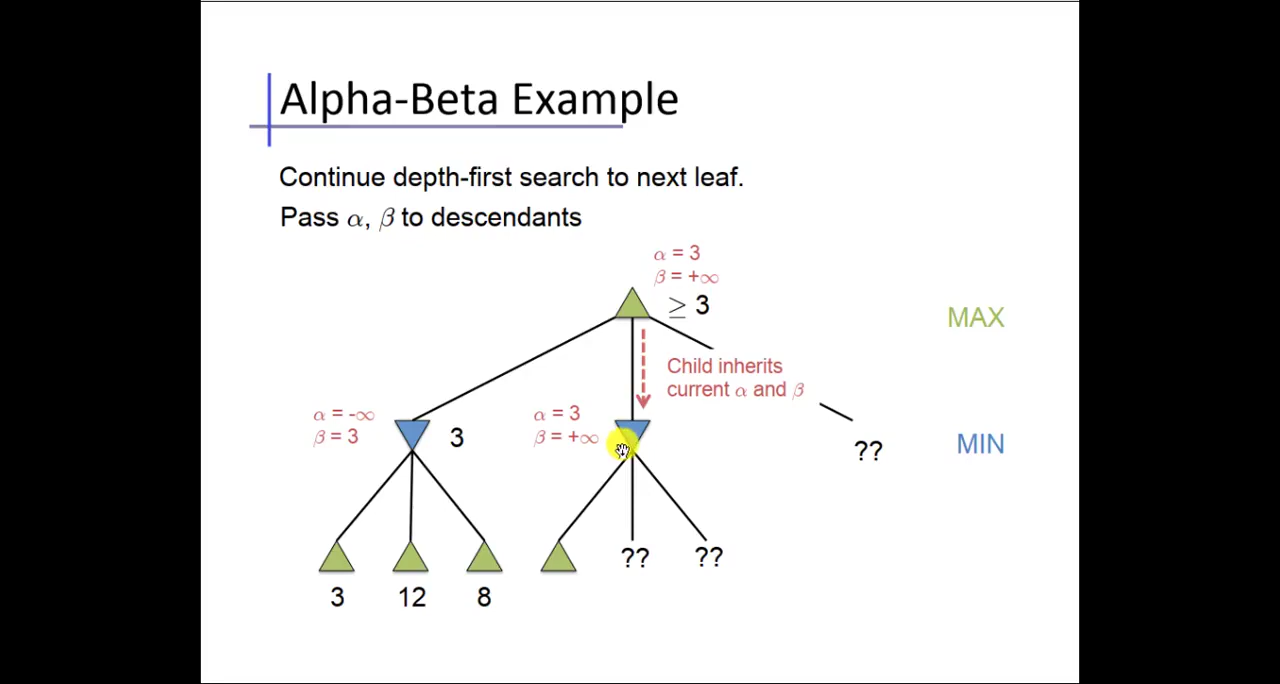 Alpha-Beta Example
Continue depth-first search to next leaf.
Pass α, β to descendants
α = 3
β = +∞
≥ 3
MAX
Child inherits
current α and β
α = -∞
β = 3
3
α = 3
β = +∞
??
MIN
??
??
3
12
8